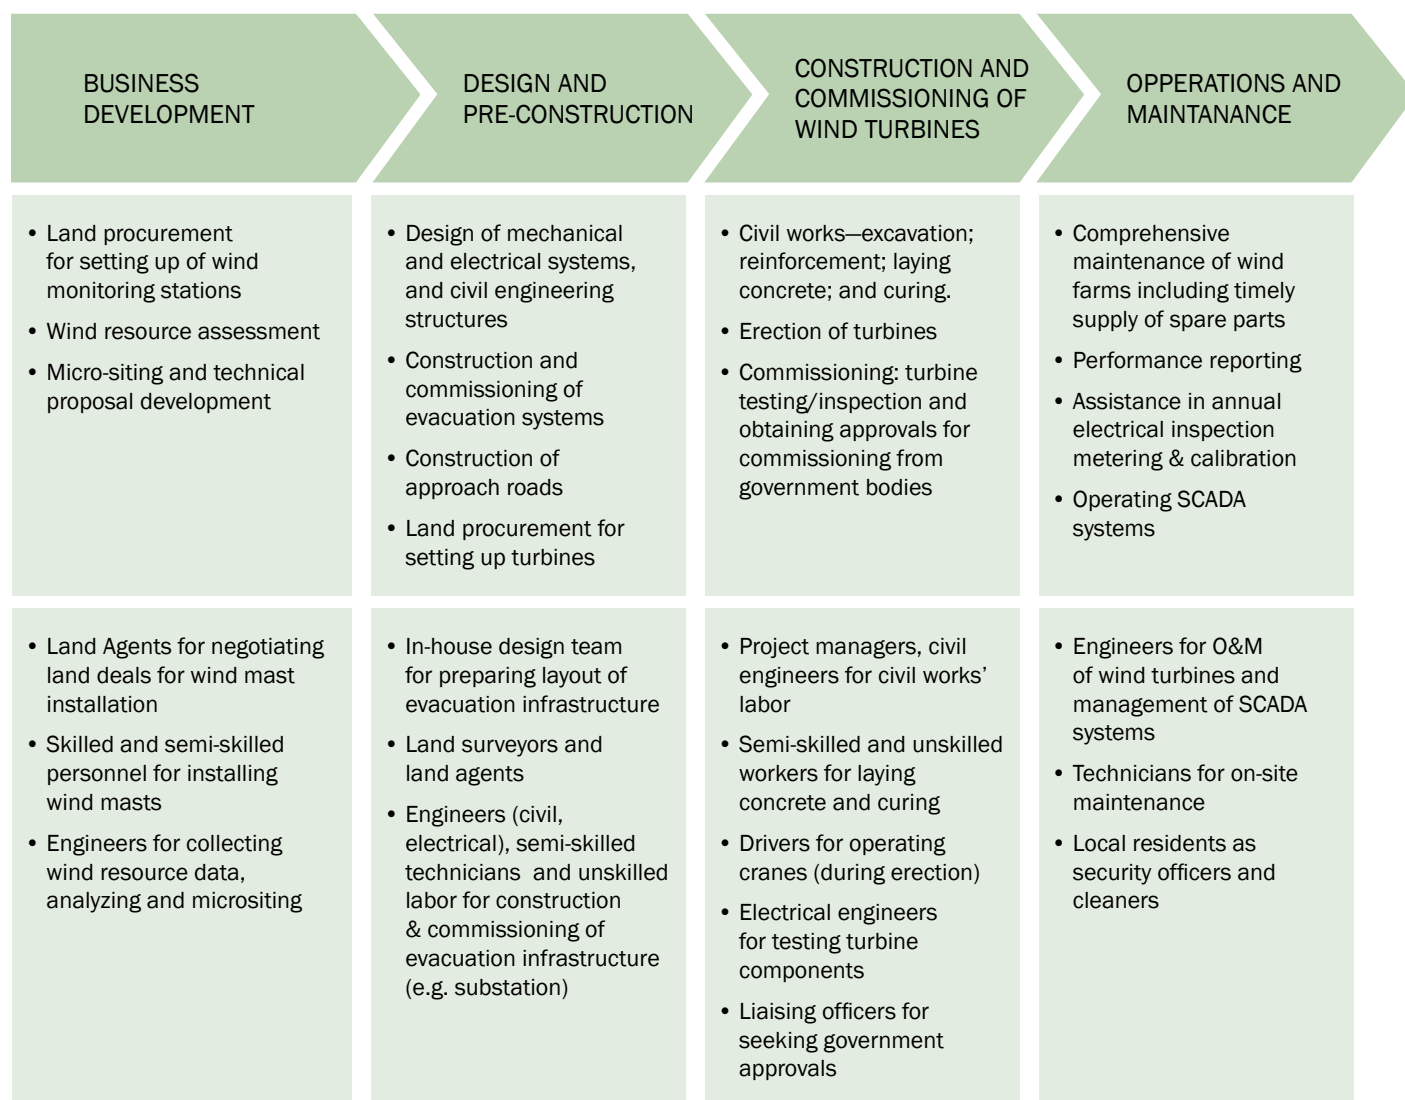 BUSINESS
DEVELOPMENT
DESIGN AND
PRE-CONSTRUCTION
CONSTRUCTION AND
COMMISSIONING OF
WIND TURBINES
OPPERATIONS AND
MAINTANANCE
• Land procurement
for setting up of wind
monitoring stations
• Wind resource assessment
• Micro-siting and technical
proposal development
• Design of mechanical
and electrical systems,
and civil engineering
structures
• Construction and
commissioning of
evacuation systems
• Construction of
approach roads
• Land procurement for
setting up turbines
• Civil works—excavation;
reinforcement; laying
concrete; and curing.
• Erection of turbines
• Commissioning: turbine
testing/inspection and
obtaining approvals for
commissioning from
government bodies
• Comprehensive
maintenance of wind
farms including timely
supply of spare parts
• Performance reporting
• Assistance in annual
electrical inspection
metering & calibration
• Operating SCADA
systems
• Land Agents for negotiating
land deals for wind mast
installation
• Skilled and semi-skilled
personnel for installing
wind masts
• Engineers for collecting
wind resource data,
analyzing and micrositing
• In-house design team
for preparing layout of
evacuation infrastructure
• Land surveyors and
land agents
• Engineers (civil,
electrical), semi-skilled
technicians and unskilled
labor for construction
& commissioning of
evacuation infrastructure
(e.g. substation)
• Project managers, civil
engineers for civil works’
labor
• Semi-skilled and unskilled
workers for laying
concrete and curing
• Drivers for operating
cranes (during erection)
• Electrical engineers
for testing turbine
components
• Liaising officers for
seeking government
approvals
• Engineers for O&M
of wind turbines and
management of SCADA
systems
• Technicians for on-site
maintenance
• Local residents as
security officers and
cleaners